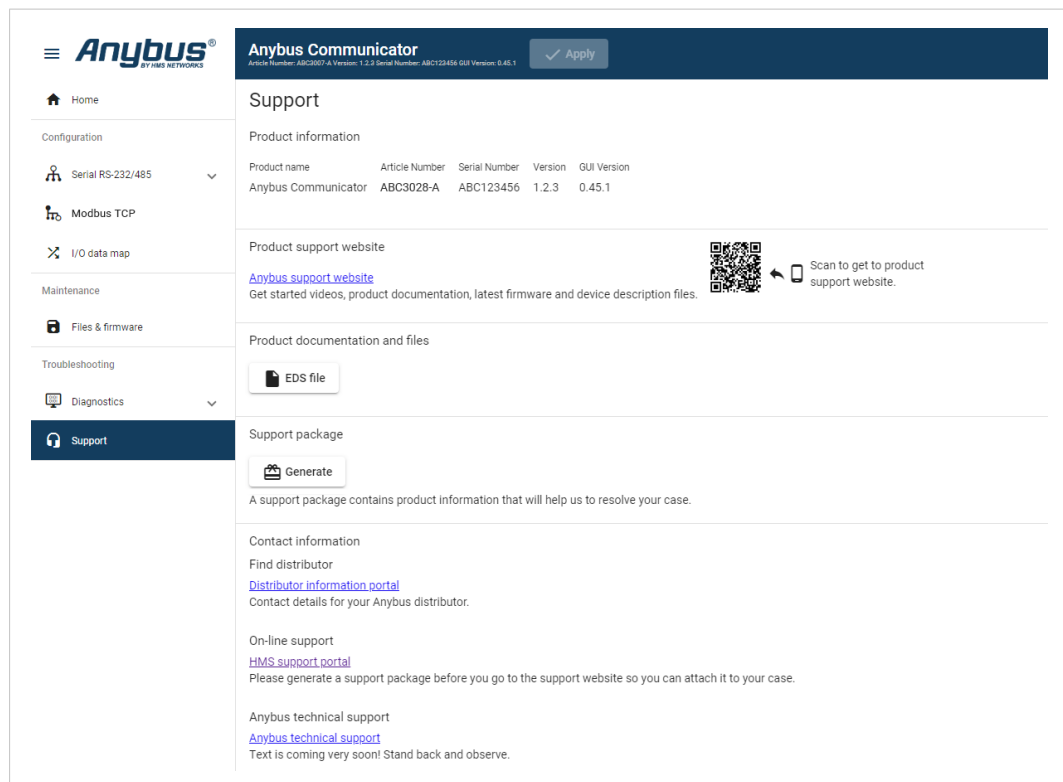 Anybus®
BY HMS NETWORKS
Anybus Communicator
Article Number: ABC3007-A Version: 1.2.3 Serial Number: ABC123456 GUI Version: 0.45.1
Apply
Home
Configuration
Serial RS-232/485
Modbus TCP
I/O data map
Maintenance
Files & firmware
Troubleshooting
Diagnostics
Support
Support
Product information
Product name Article Number Serial Number Version GUI Version
Anybus Communicator ABC3028-A ABC123456 1.2.3 0.45.1
Product support website
Anybus support website
Get started videos, product documentation, latest firmware and device description files.
Scan to get to product
support website.
Product documentation and files
EDS file
Support package
Generate
A support package contains product information that will help us to resolve your case.
Contact information
Find distributor
Distributor information portal
Contact details for your Anybus distributor.
On-line support
HMS support portal
Please generate a support package before you go to the support website so you can attach it to your case.
Anybus technical support
Anybus technical support
Text is coming very soon! Stand back and observe.